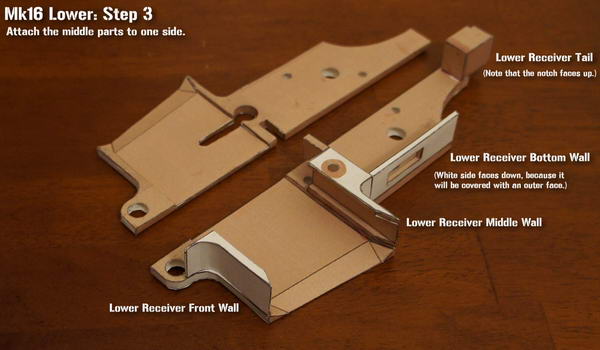 Mk16 Lower: Step 3
Attach the middle parts to one side.
Lower Receiver Tail
(Note that the notch faces up.)
Lower Receiver Bottom Wall
(White side faces down, because it
will be covered with an outer face.)
Lower Receiver Middle Wall
Lower Receiver Front Wall